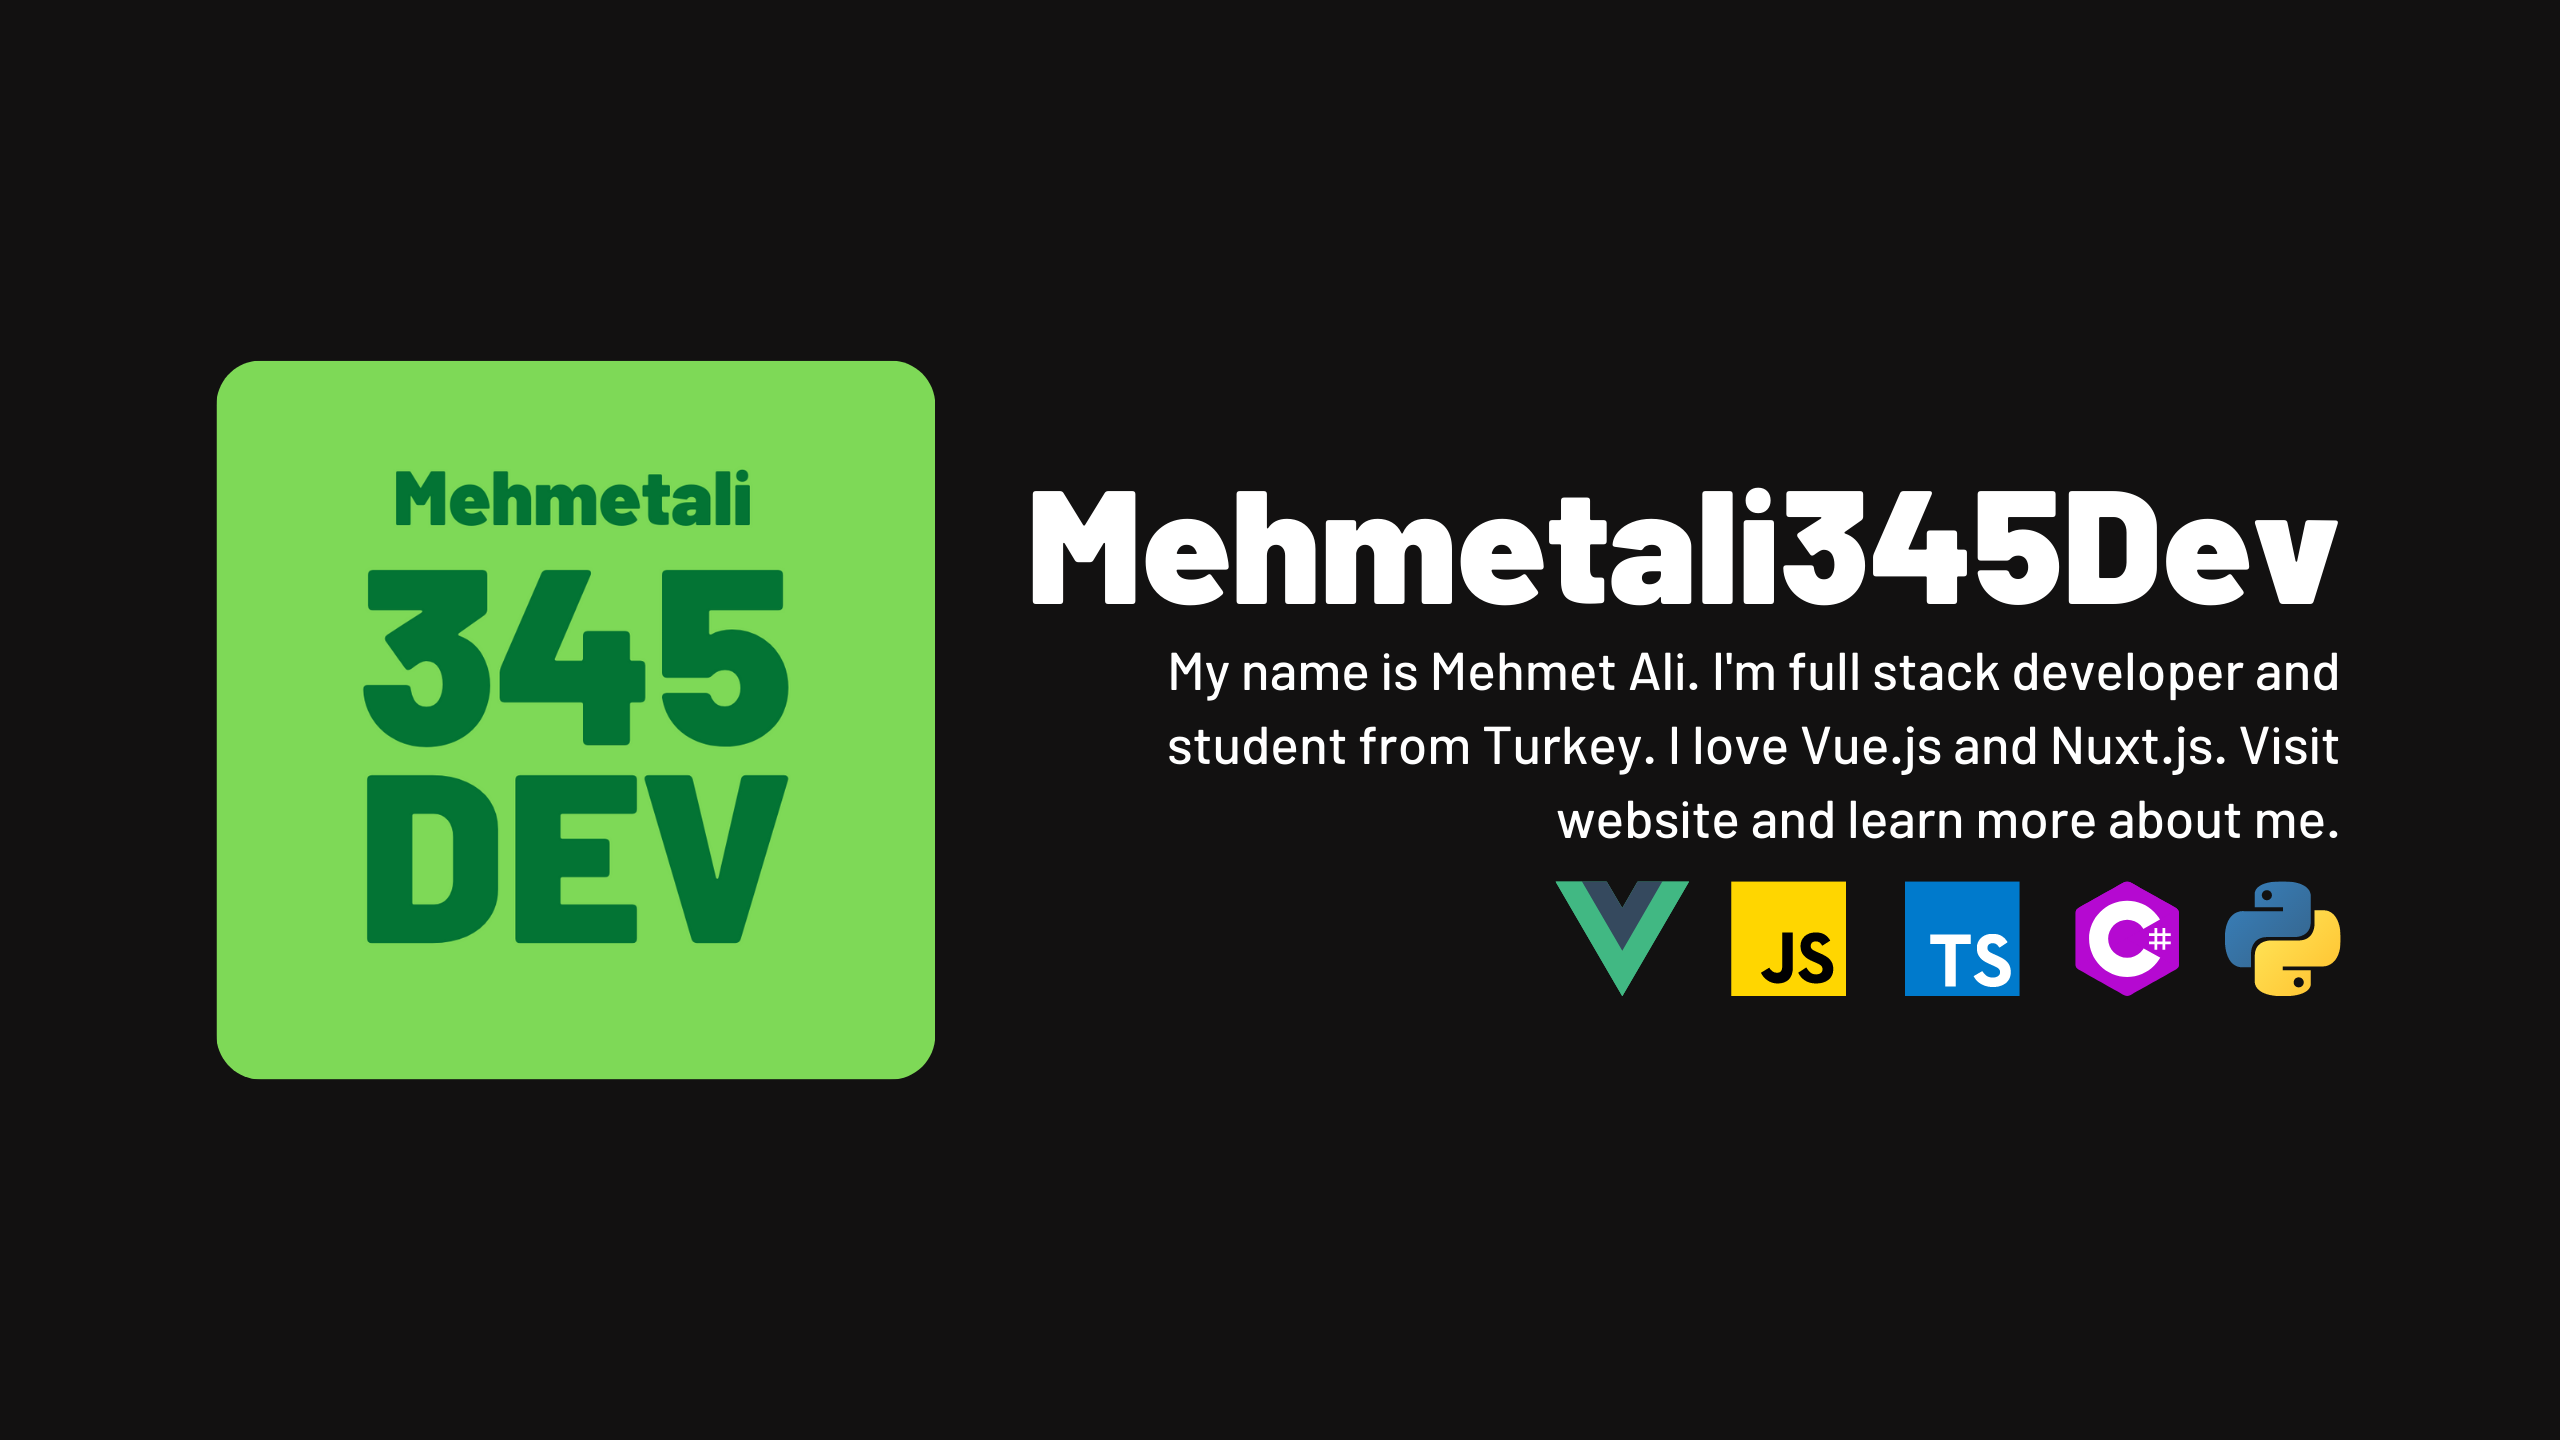 Mehmetali
345
DEV
Mehmetali345Dev
My name is Mehmet Ali. I'm full stack developer and
student from Turkey. I love Vue.js and Nuxt.js. Visit
website and learn more about me.
JS
TS
C#